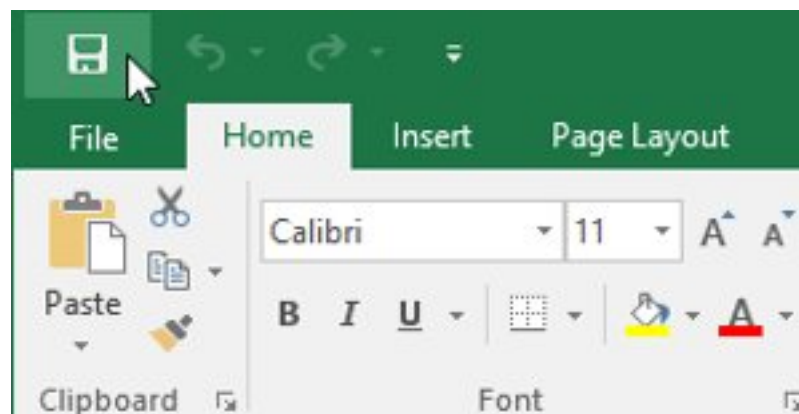 File Home Insert Page Layout
Calibri 11 A A
Paste B I U A
Clipboard Font